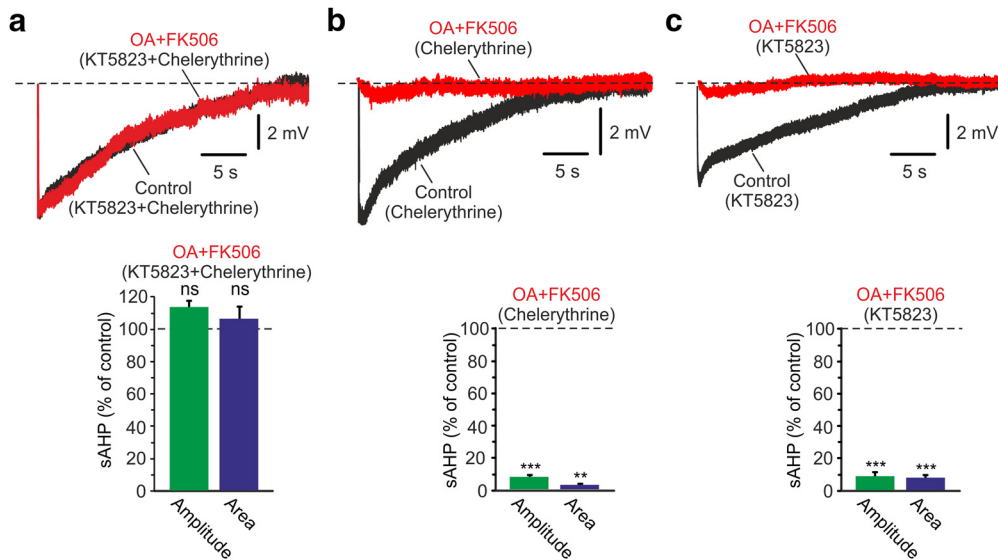 a
OA+FK506
(KT5823+Chelerythrine)
2 mV
5 s
Control
(KT5823+Chelerythrine)
OA+FK506
(KT5823+Chelerythrine)
ns ns
sAHP (% of control)
120
100
80
60
40
20
0
Amplitude
Area
b
OA+FK506
(Chelerythrine)
2 mV
5 s
Control
(Chelerythrine)
OA+FK506
(Chelerythrine)
sAHP (% of control)
100
80
60
40
20
0
*** **
Amplitude
Area
c
OA+FK506
(KT5823)
2 mV
5 s
Control
(KT5823)
OA+FK506
(KT5823)
sAHP (% of control)
100
80
60
40
20
0
*** ***
Amplitude
Area